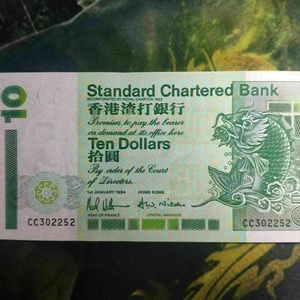 10
Standard Chartered Bank
INCORPORATED BY ROYAL CHARTER 1853
香港渣打銀行
Promises to pay the bearer
on demand at its office here
Ten Dollars
拾圓
By order of the Court
of Directors.
1st JANUARY 1994 HONG KONG
CC302252
CC302252
HEAD OF FINANCE GENERAL MANAGER